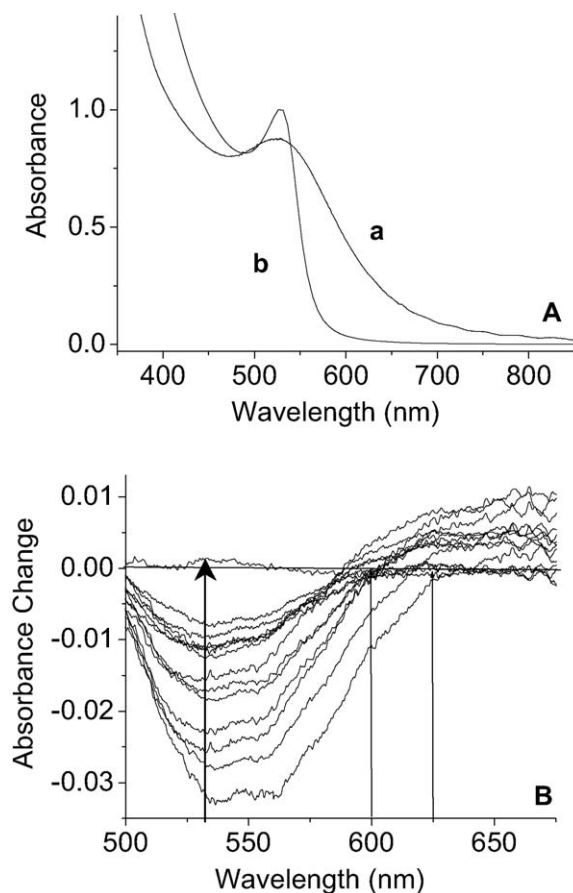 1.0
0.5
0.0
Absorbance
a
b
A
400 500 600 700 800
Wavelength (nm)
0.01
0.00
-0.01
-0.02
-0.03
Absorbance Change
B
500 550 600 650
Wavelength (nm)